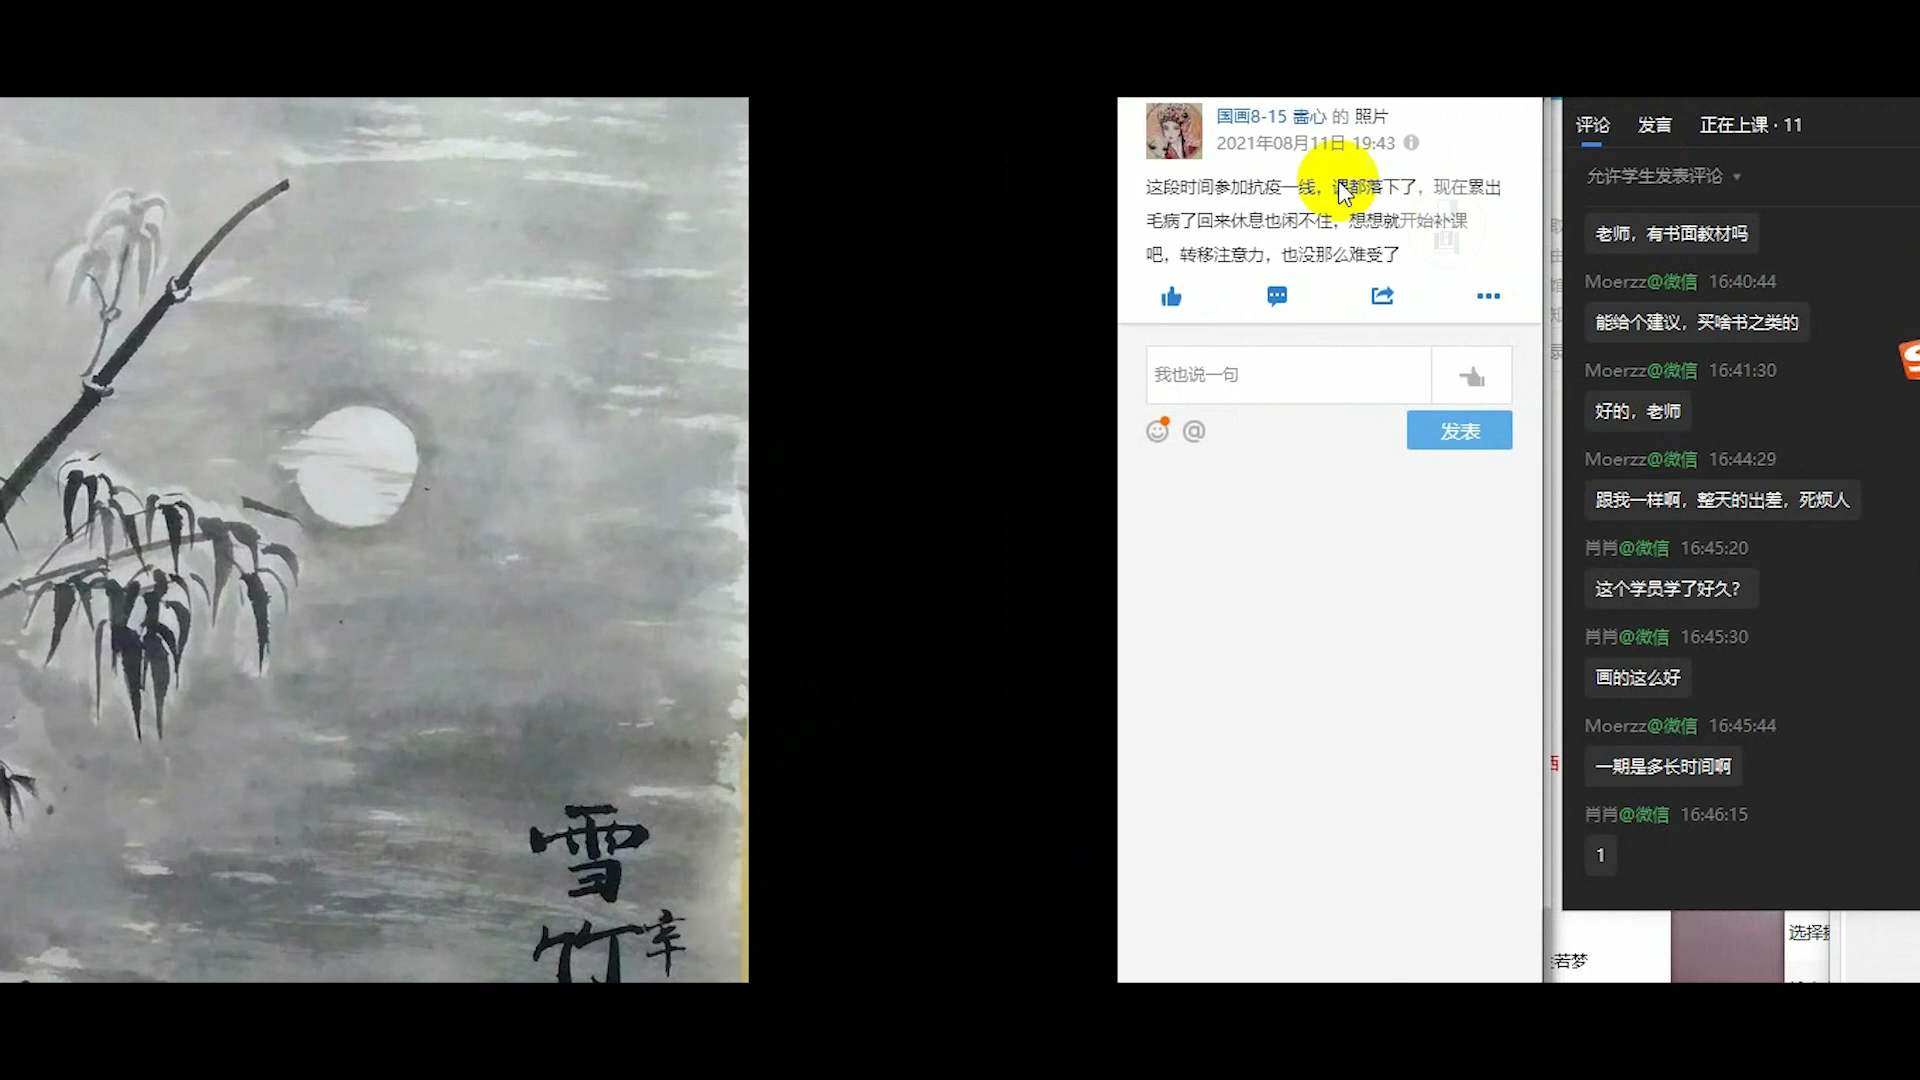 雪
竹
辛
国画8-15 書心 的 照片
2021年08月11日 19:43
这段时间参加抗疫一线，课都落下了，现在累出
毛病了回来休息也闲不住，想想就开始补课
吧，转移注意力，也没那么难受了
我也说一句
发表
评论 发言 正在上课 · 11
允许学生发表评论
老师，有书面教材吗
Moerzz@微信 16:40:44
能给个建议，买啥书之类的
Moerzz@微信 16:41:30
好的，老师
Moerzz@微信 16:44:29
跟我一样啊，整天的出差，死烦人
肖肖@微信 16:45:20
这个学员学了好久？
肖肖@微信 16:45:30
画的这么好
Moerzz@微信 16:45:44
一期是多长时间啊
肖肖@微信 16:46:15
1
若梦
选择